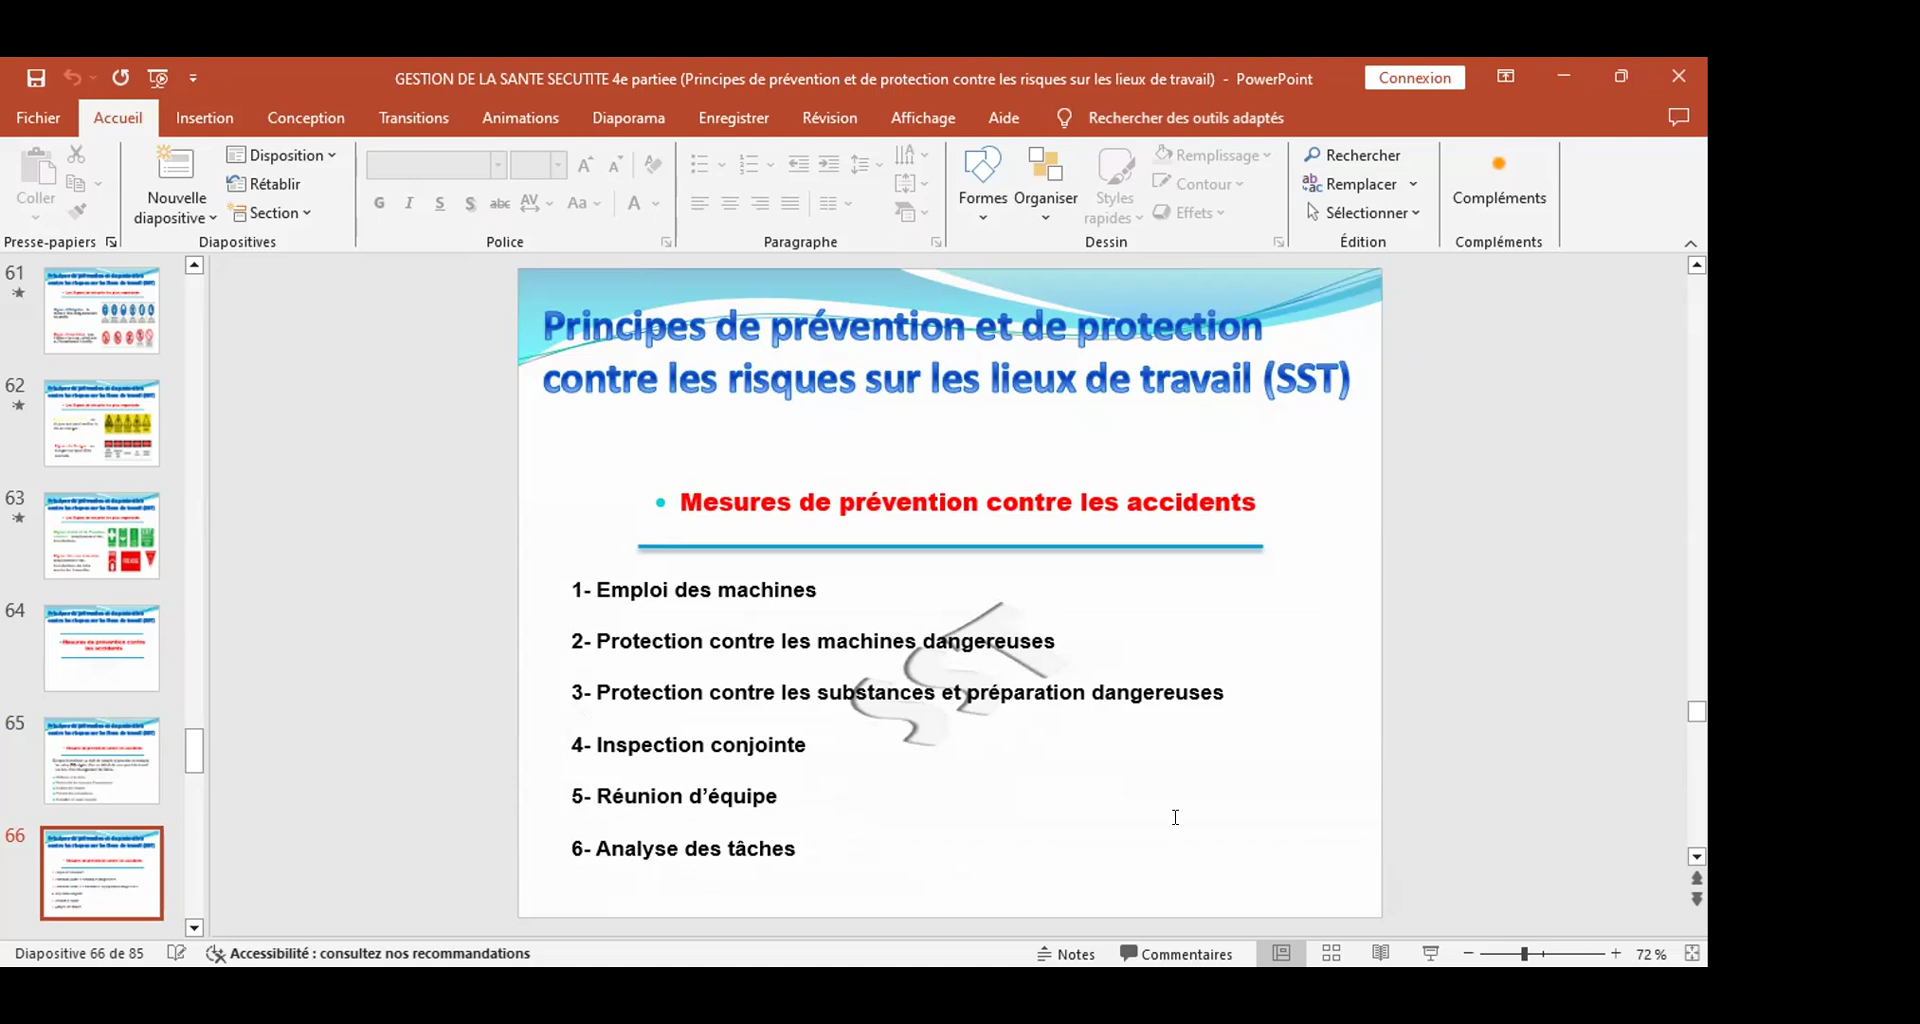 GESTION DE LA SANTE SECUTITE 4e partiee (Principes de prévention et de protection contre les risques sur les lieux de travail) - PowerPoint
Connexion
Fichier Accueil Insertion Conception Transitions Animations Diaporama Enregistrer Révision Affichage Aide Rechercher des outils adaptés
Coller
Presse-papiers
Nouvelle diapositive
Disposition
Rétablir
Section
Diapositives
G I S S abc AV Aa A
Police
Paragraphe
Formes
Organiser
Styles rapides
Remplissage
Contour
Effets
Dessin
Rechercher
Remplacer
Sélectionner
Édition
Compléments
Compléments
61
62
63
64
65
66
Principes de prévention et de protection
contre les risques sur les lieux de travail (SST)
• Mesures de prévention contre les accidents
1- Emploi des machines
2- Protection contre les machines dangereuses
3- Protection contre les substances et préparation dangereuses
4- Inspection conjointe
5- Réunion d’équipe
6- Analyse des tâches
SST
Diapositive 66 de 85
Accessibilité : consultez nos recommandations
Notes
Commentaires
72 %